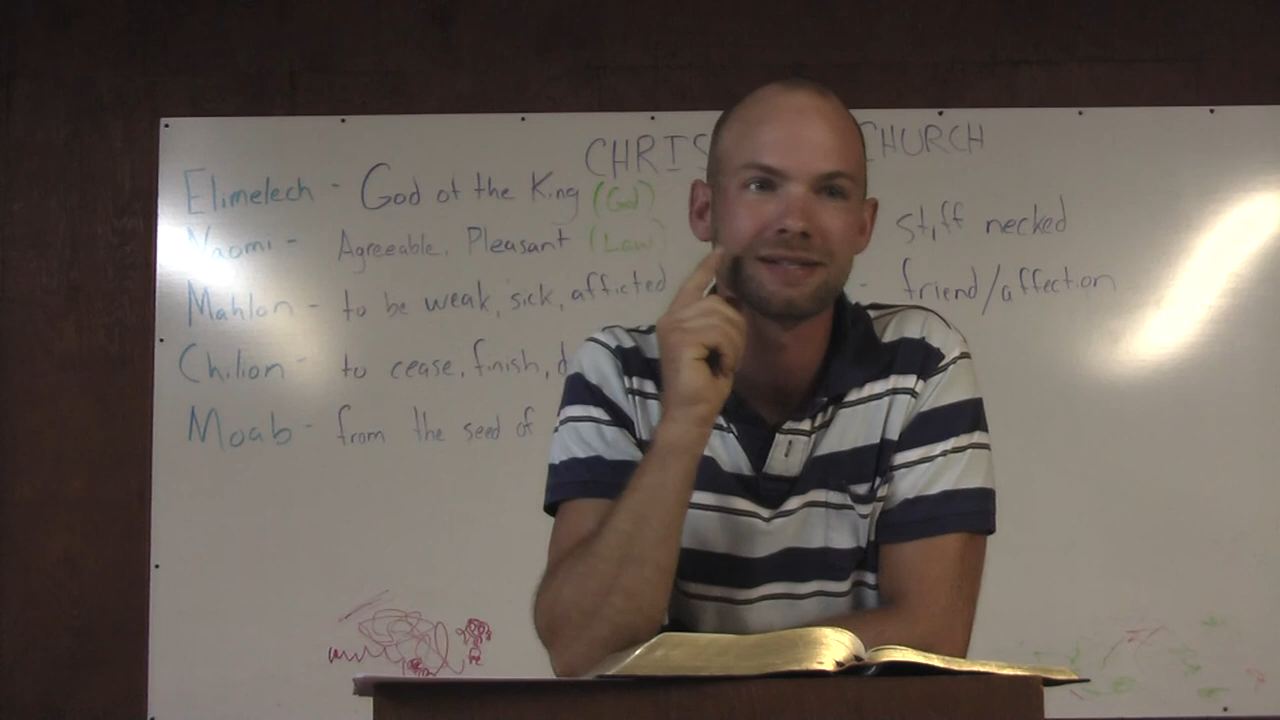 CHRIS CHURCH
Elimelech - God of the King (God)
Naomi - Agreeable, Pleasant (Law)
stiff necked
Mahlon - to be weak, sick, afficted
- friend/affection
Chilion - to cease, finish, d
Moab - from the seed of